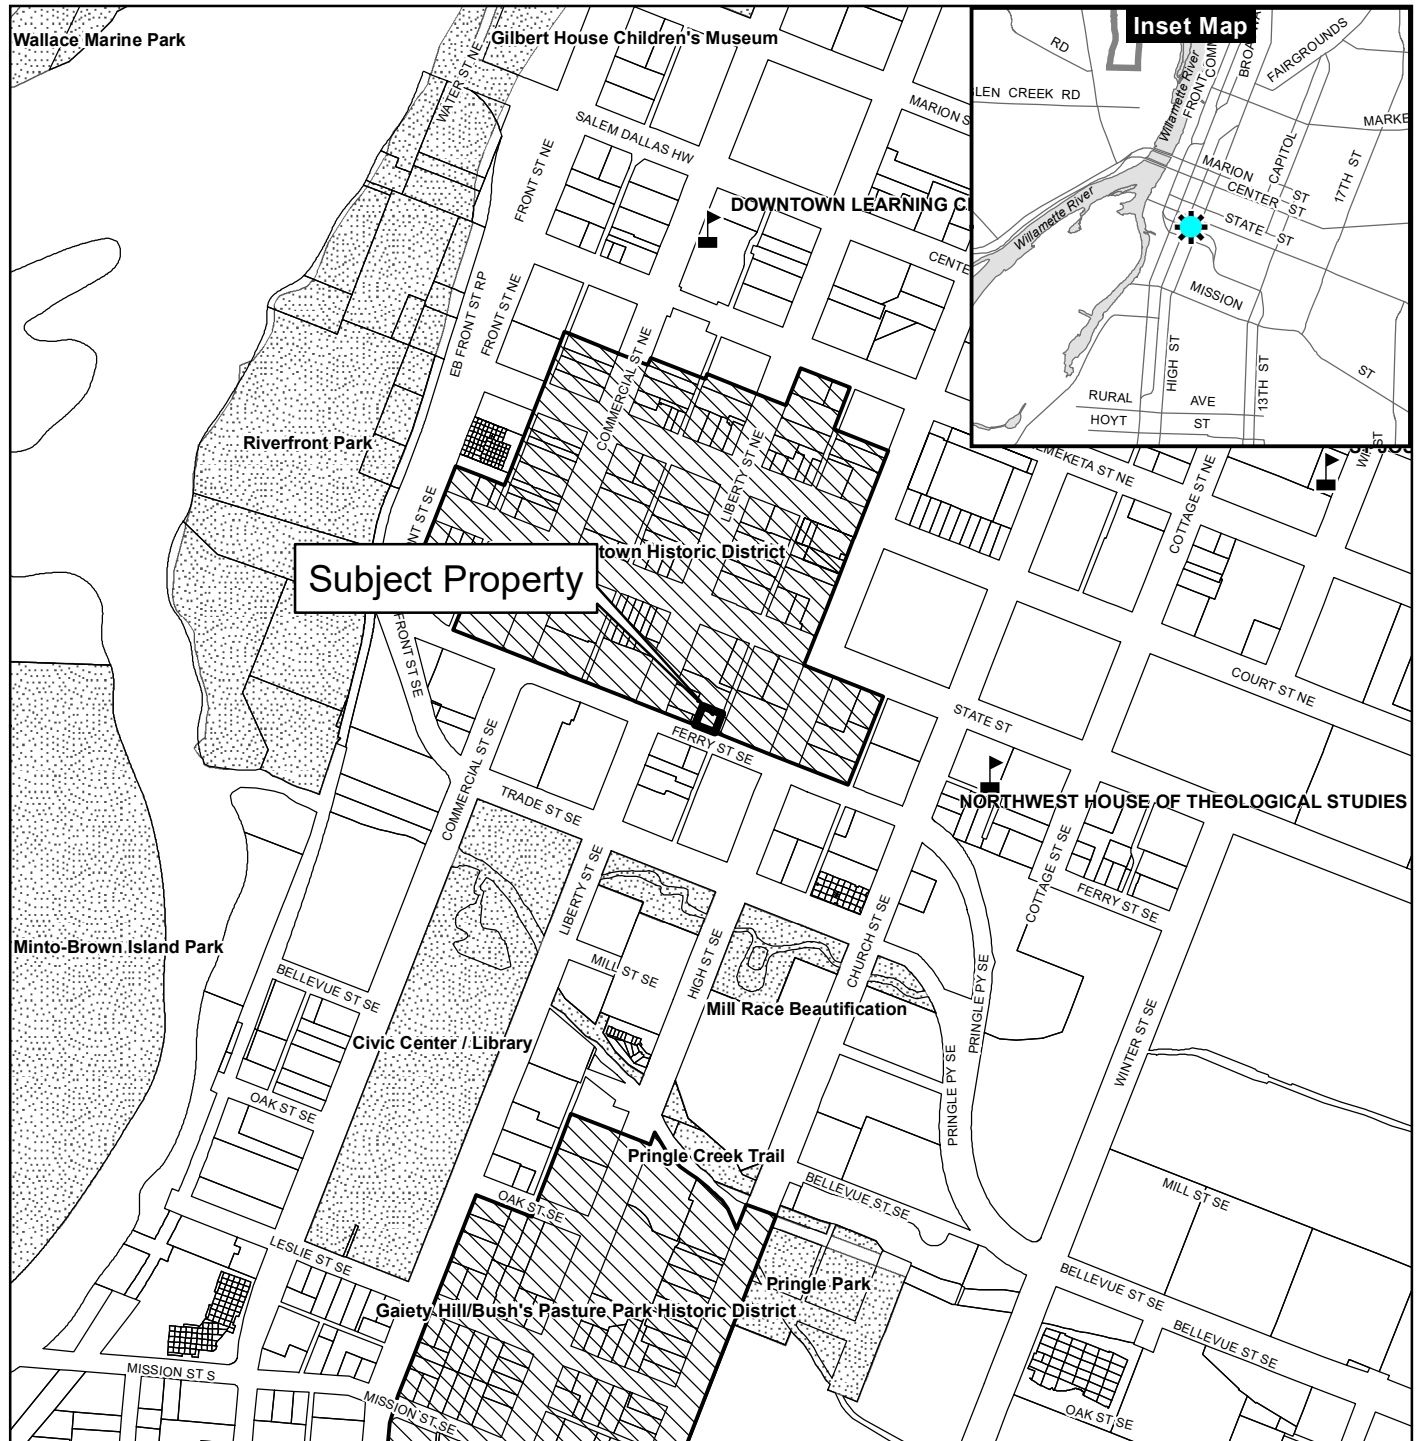 Wallace Marine Park
Gilbert House Children's Museum
WATER ST NE
SALEM DALLAS HW
MARION S
FRONT ST NE
DOWNTOWN LEARNING C
CENTE
EB FRONT ST RP
FRONT ST NE
COMMERCIAL ST NE
LIBERTY ST NE
Riverfront Park
NT ST SE
town Historic District
Subject Property
FRONT ST SE
FERRY ST SE
COMMERCIAL ST SE
TRADE ST SE
EMEKETA ST NE
COTTAGE ST NE
COURT ST NE
STATE ST
NORTHWEST HOUSE OF THEOLOGICAL STUDIES
COTTAGE ST SE
FERRY ST SE
LIBERTY ST SE
MILL ST SE
HIGH ST SE
CHURCH ST SE
Mill Race Beautification
PRINGLE PY SE
PRINGLE PY SE
WINTER ST SE
Minto-Brown Island Park
BELLEVUE ST SE
Civic Center / Library
OAK ST SE
Pringle Creek Trail
BELLEVUE ST SE
MILL ST SE
OAK ST SE
LESLIE ST SE
Pringle Park
BELLEVUE ST SE
Gaiety Hill/Bush's Pasture Park Historic District
BELLEVUE ST SE
MISSION ST S
MISSION ST SE
OAK ST SE
Inset Map
RD
LEN CREEK RD
Willamette River
FRONT
COMM
BROA
FAIRGROUNDS
MARKE
CAPITOL
17TH ST
MARION ST
CENTER ST
STATE ST
Willamette River
MISSION
ST
HIGH ST
13TH ST
RURAL AVE
HOYT ST